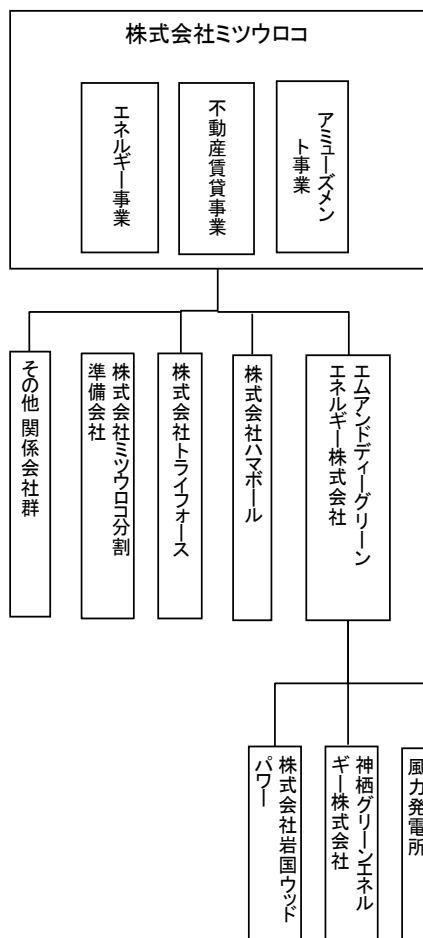 株式会社ミツウロコ
エネルギー事業
不動産賃貸事業
アミューズメン
ト事業
その他 関係会社群
株式会社ミツウロコ分割
準備会社
株式会社トライフォース
株式会社ハマボール
エムアンドディーグリーン
エネルギー株式会社
株式会社岩国ウッド
パワー
神栖グリーンエネル
ギー株式会社
風力発電所